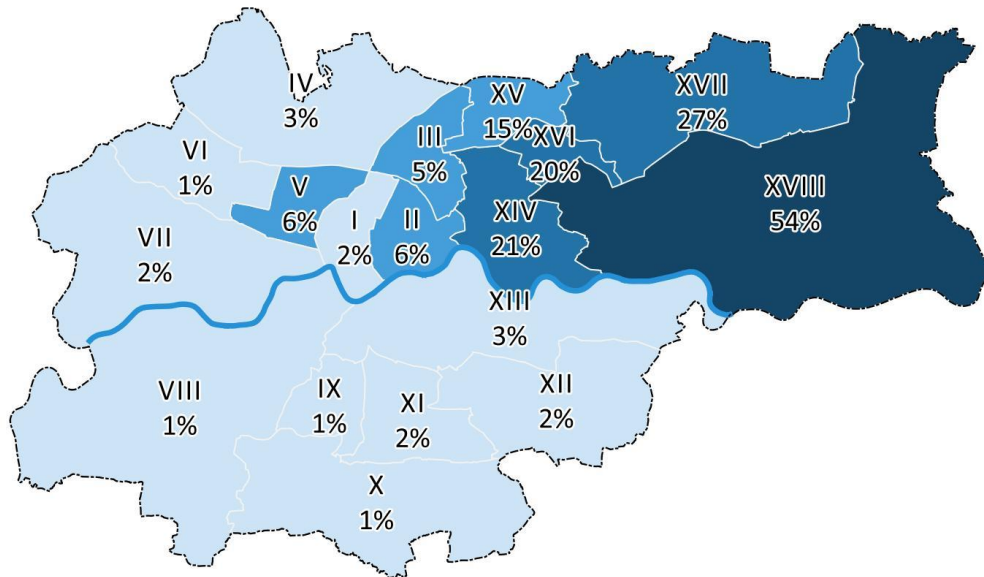 IV
3%
XV
15%
XVII
27%
III
5%
XVI
20%
VI
1%
V
6%
I
2%
II
6%
XIV
21%
XVIII
54%
VII
2%
XIII
3%
VIII
1%
IX
1%
XI
2%
XII
2%
X
1%